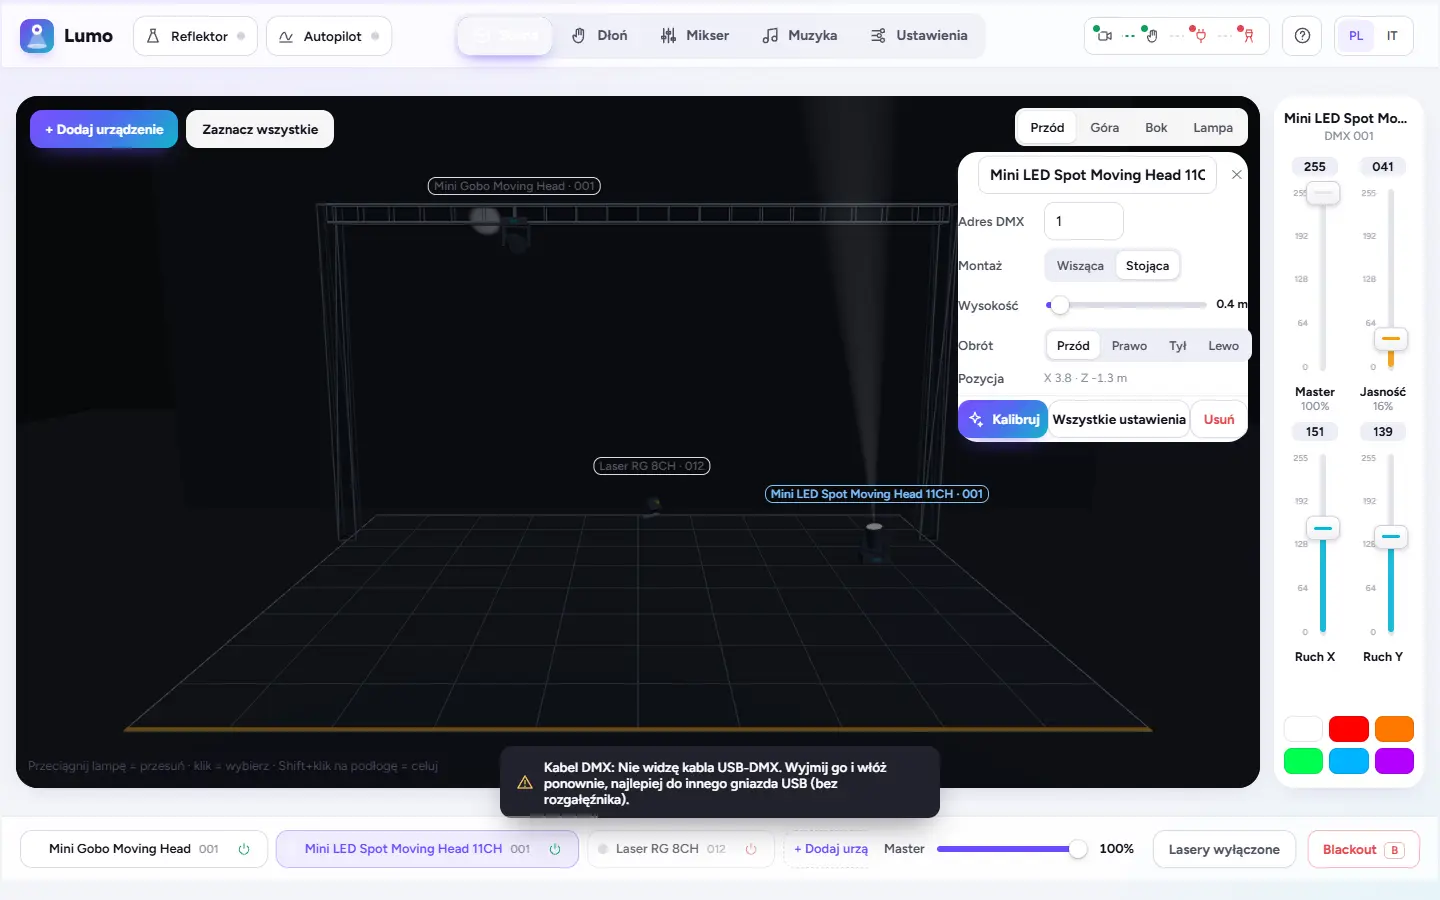 Lumo
Reflektor
Autopilot
Dłoń
Mikser
Muzyka
Ustawienia
PL
IT
+ Dodaj urządzenie
Zaznacz wszystkie
Przód
Góra
Bok
Lampa
Mini Gobo Moving Head · 001
Laser RG 8CH · 012
Mini LED Spot Moving Head 11CH · 001
Mini LED Spot Moving Head 11C
Adres DMX
1
Montaż
Wisząca
Stojąca
Wysokość
0.4 m
Obrót
Przód
Prawo
Tył
Lewo
Pozycja
X 3.8 · Z -1.3 m
Kalibruj
Wszystkie ustawienia
Usuń
Przeciągnij lampę = przesuń · klik = wybierz · Shift+klik na podłogę = celuj
Mini LED Spot Mo...
DMX 001
255
041
255
255
192
192
128
128
64
64
0
0
Master
Jasność
100%
16%
151
139
255
255
192
192
128
128
64
64
0
0
Ruch X
Ruch Y
Kabel DMX: Nie widzę kabla USB-DMX. Wyjmij go i włóż
ponownie, najlepiej do innego gniazda USB (bez
rozgałęźnika).
Mini Gobo Moving Head 001
Mini LED Spot Moving Head 11CH 001
Laser RG 8CH 012
+ Dodaj urzą
Master
100%
Lasery wyłączone
Blackout B